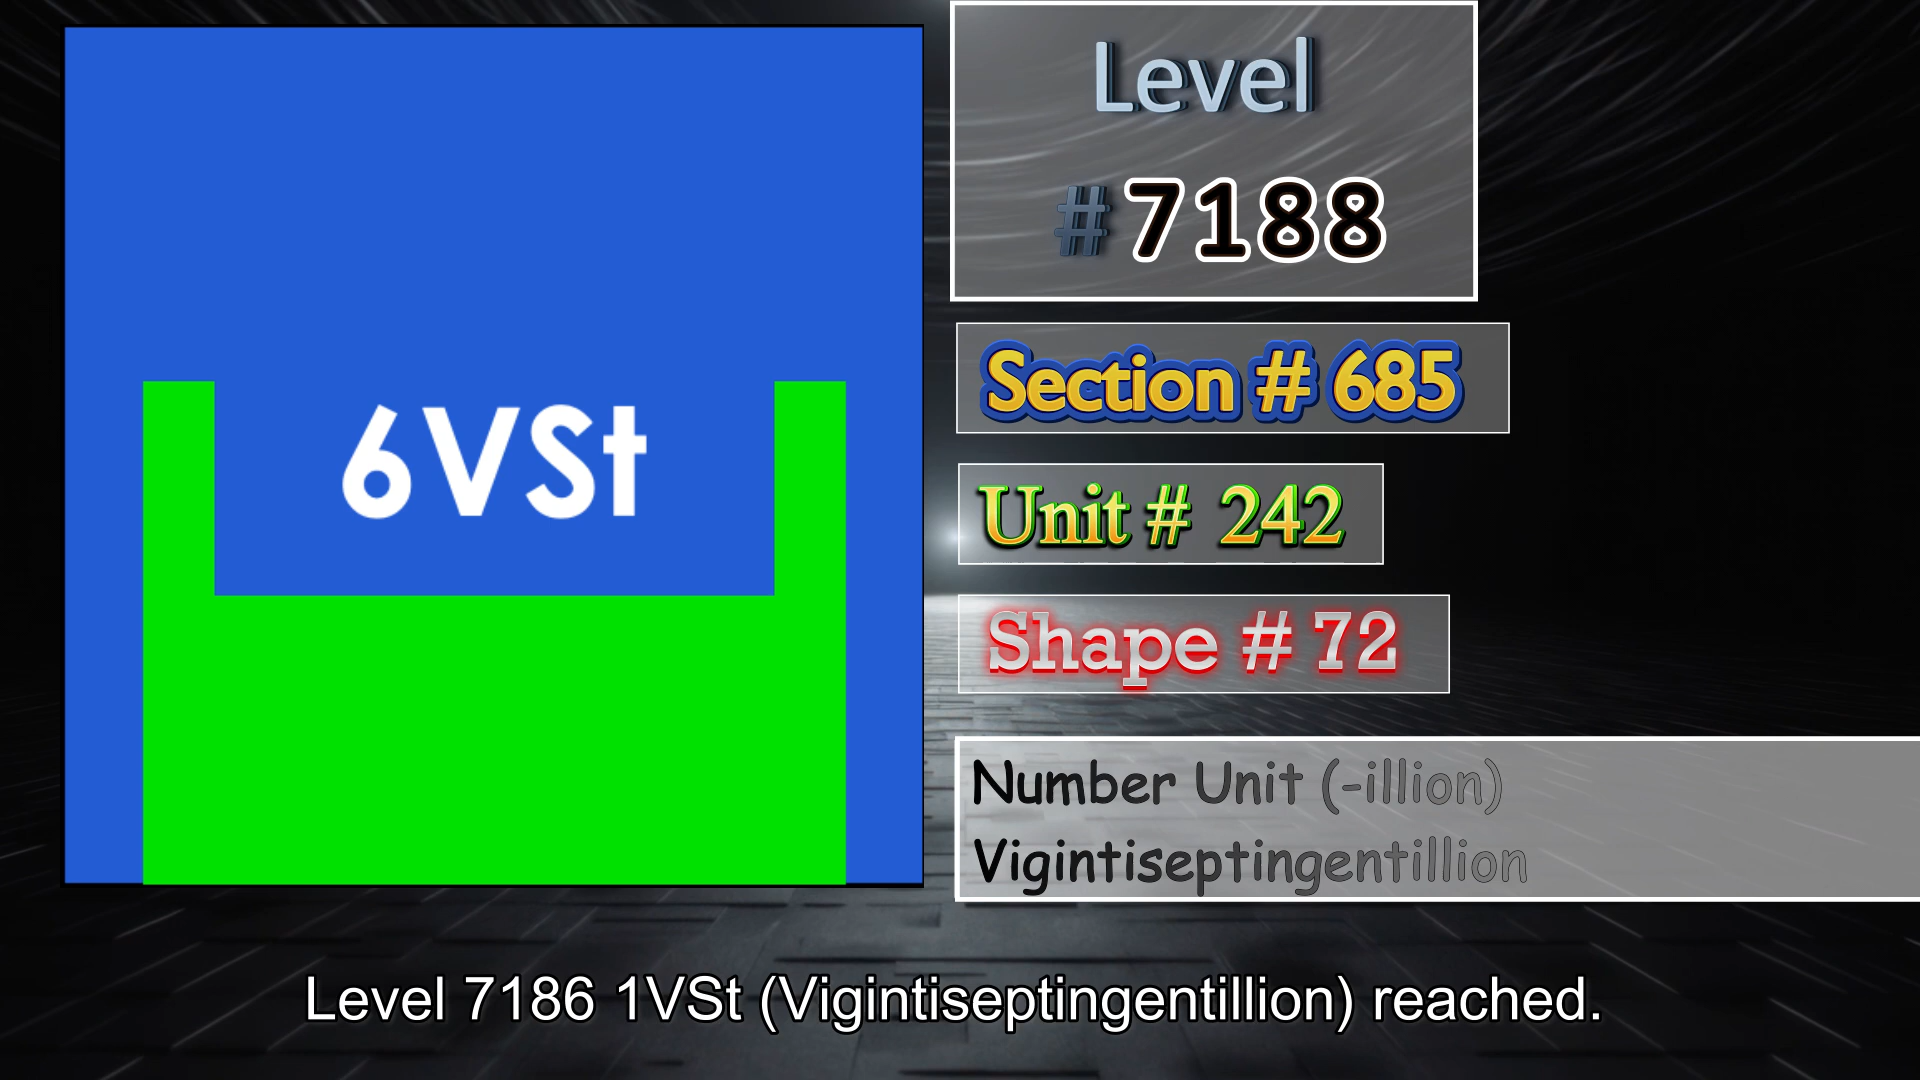 6VSt
Level
#7188
Section # 685
Unit # 242
Shape # 72
Number Unit (-illion)
Vigintiseptingentillion
Level 7186 1VSt (Vigintiseptingentillion) reached.